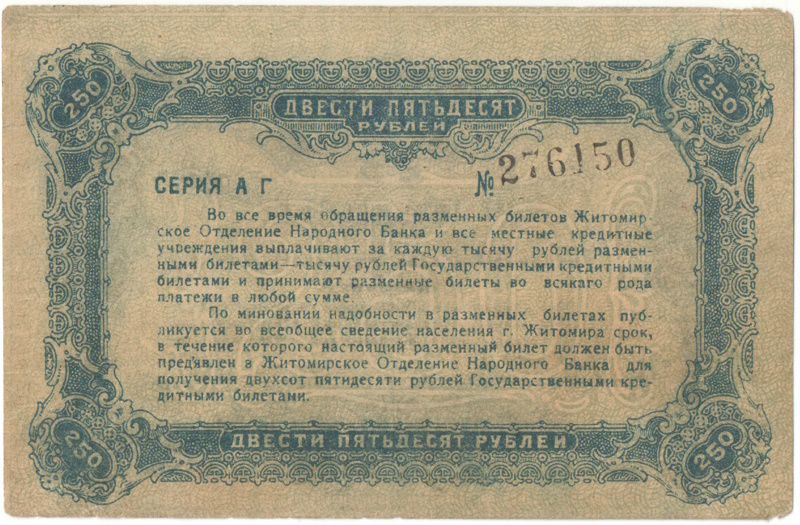 250
250
ДВЕСТИ ПЯТЬДЕСЯТ
РУБЛЕЙ
СЕРИЯ А Г № 276150
Во все время обращения разменных билетов Житомир-
ское Отделение Народного Банка и все местные кредитные
учреждения выплачивают за каждую тысячу рублей размен-
ными билетами—тысячу рублей Государственными кредитными
билетами и принимают разменные билеты во всякаго рода
платежи в любой сумме.
По миновании надобности в разменных билетах пуб-
ликуется во всеобщее сведение населения г. Житомира срок,
в течение которого настоящий разменный билет должен быть
пред'явлен в Житомирское Отделение Народного Банка для
получения двухсот пятидесяти рублей Государственными кре-
дитными билетами.
250
ДВЕСТИ ПЯТЬДЕСЯТ РУБЛЕЙ
250